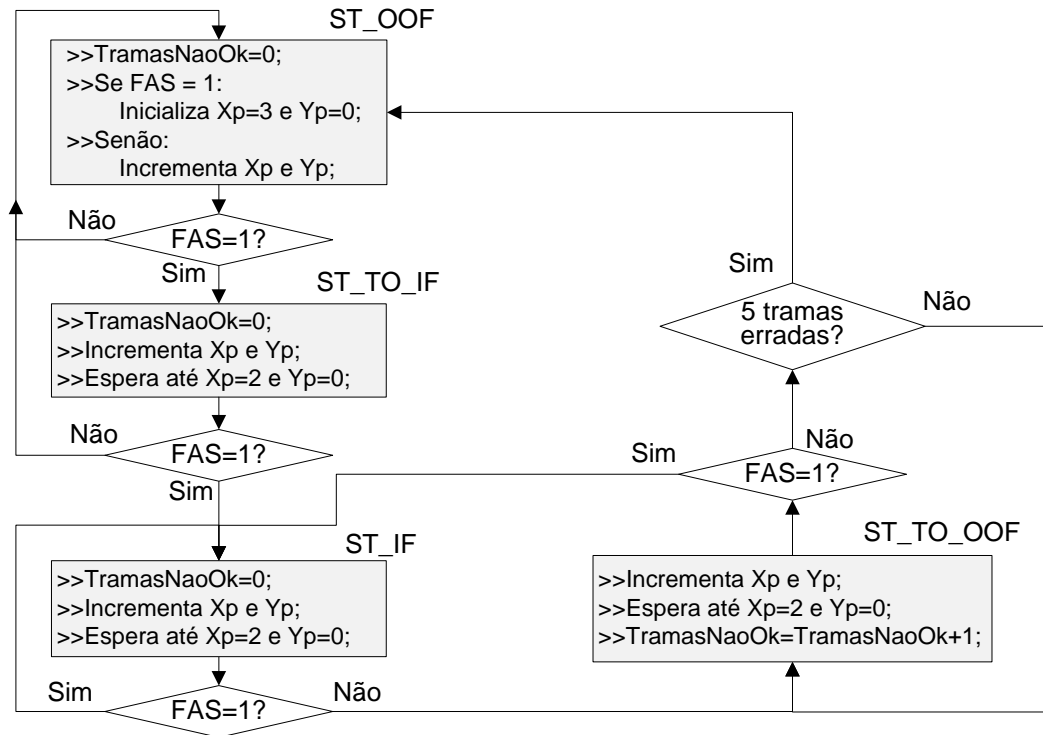 ST_OOF
>>TramasNaoOk=0;
>>Se FAS = 1:
Inicializa Xp=3 e Yp=0;
>>Senão:
Incrementa Xp e Yp;
Não
FAS=1?
Sim
ST_TO_IF
>>TramasNaoOk=0;
>>Incrementa Xp e Yp;
>>Espera até Xp=2 e Yp=0;
Não
FAS=1?
Sim
Sim
5 tramas
erradas?
Não
Sim
FAS=1?
Não
ST_IF
>>TramasNaoOk=0;
>>Incrementa Xp e Yp;
>>Espera até Xp=2 e Yp=0;
Sim
FAS=1?
Não
ST_TO_OOF
>>Incrementa Xp e Yp;
>>Espera até Xp=2 e Yp=0;
>>TramasNaoOk=TramasNaoOk+1;